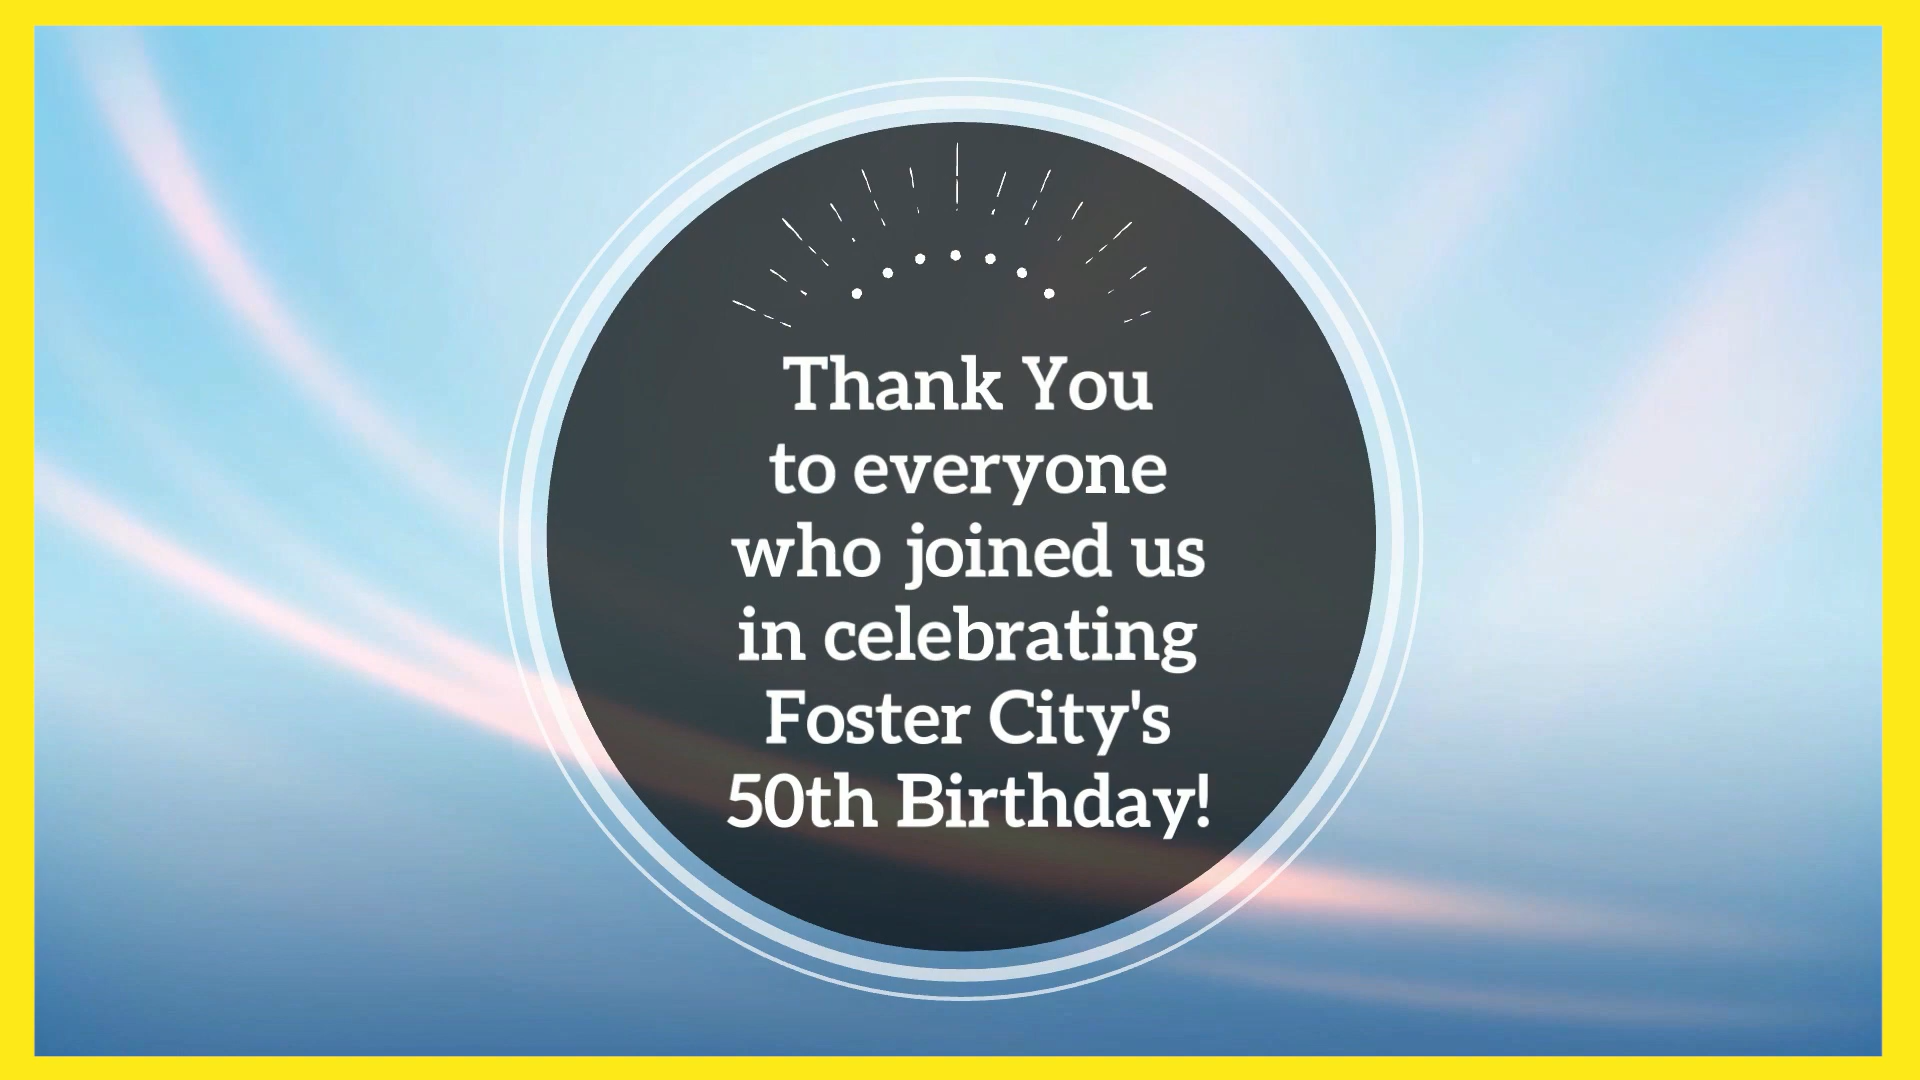 Thank You
to everyone
who joined us
in celebrating
Foster City's
50th Birthday!